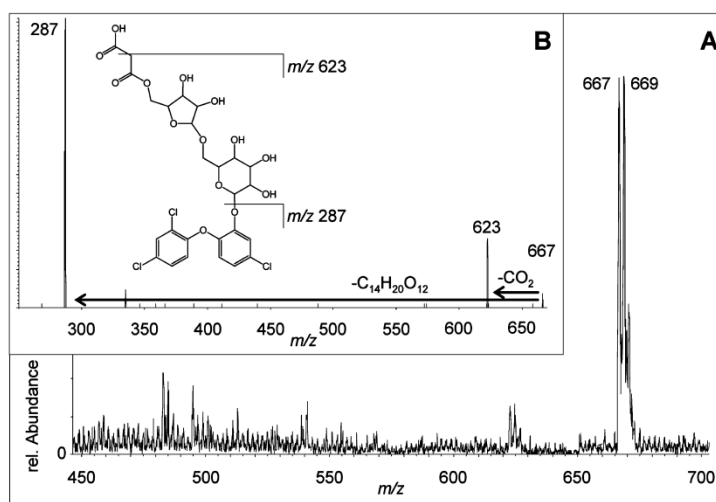 287
B
A
O
OH
O
m/z 623
O
O
OH
667 669
OH
O
O
OH
O
OH
OH
O
m/z 287
Cl
O
623
667
Cl
Cl
-C₁₄H₂₀O₁₂
-CO₂
300 350 400 450 500 550 600 650
m/z
rel. Abundance
0
450 500 550 600 650 700
m/z